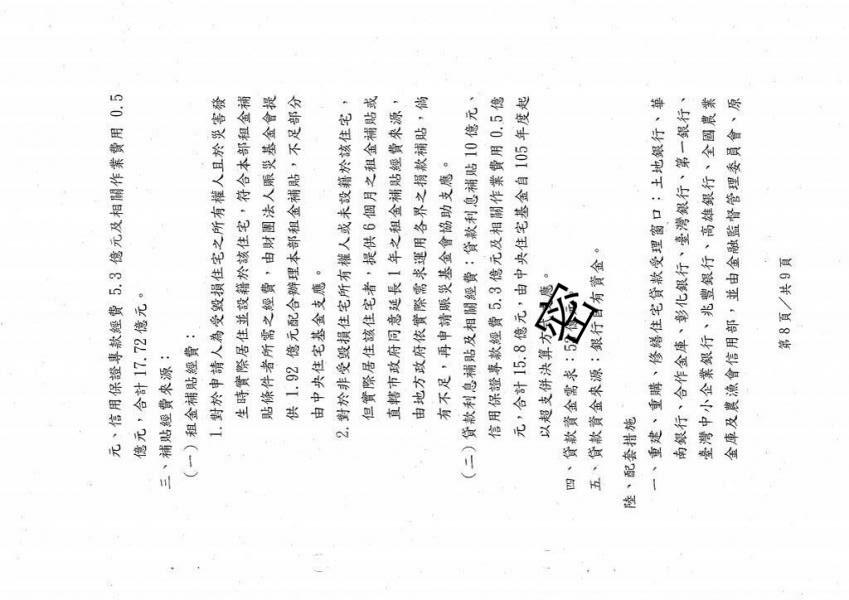 元、信用保證專款經費 5.3 億元及相關作業費用 0.5
億元，合計 17.72 億元。
三、補貼經費來源：
（一）租金補貼經費：
1.對於申請人為受毀損住宅之所有權人且於災害發
生時實際居住並設籍於該住宅，符合本部租金補
貼條件者所需之經費，由財團法人賑災基金會提
供 1.92 億元配合辦理本部租金補貼，不足部分
由中央住宅基金支應。
2.對於非受毀損住宅所有權人或未設籍於該住宅，
但實際居住該住宅者，提供 6 個月之租金補貼或
直轄市政府同意延長 1 年之租金補貼經費來源，
由地方政府依實際需求運用各界之捐款補貼，倘
有不足，再申請賑災基金會協助支應。
（二）貸款利息補貼及相關經費：貸款利息補貼 10 億元、
信用保證專款經費 5.3 億元及相關作業費用 0.5 億
元，合計 15.8 億元，由中央住宅基金自 105 年度起
以超支併決算方 應。
密
四、貸款資金需求：5
五、貸款資金來源：銀行自有資金。
陸、配套措施
一、重建、重購、修繕住宅貸款受理窗口：土地銀行、華
南銀行、合作金庫、彰化銀行、臺灣銀行、第一銀行、
臺灣中小企業銀行、兆豐銀行、高雄銀行、全國農業
金庫及農漁會信用部，並由金融監督管理委員會、原
第 8 頁／共 9 頁